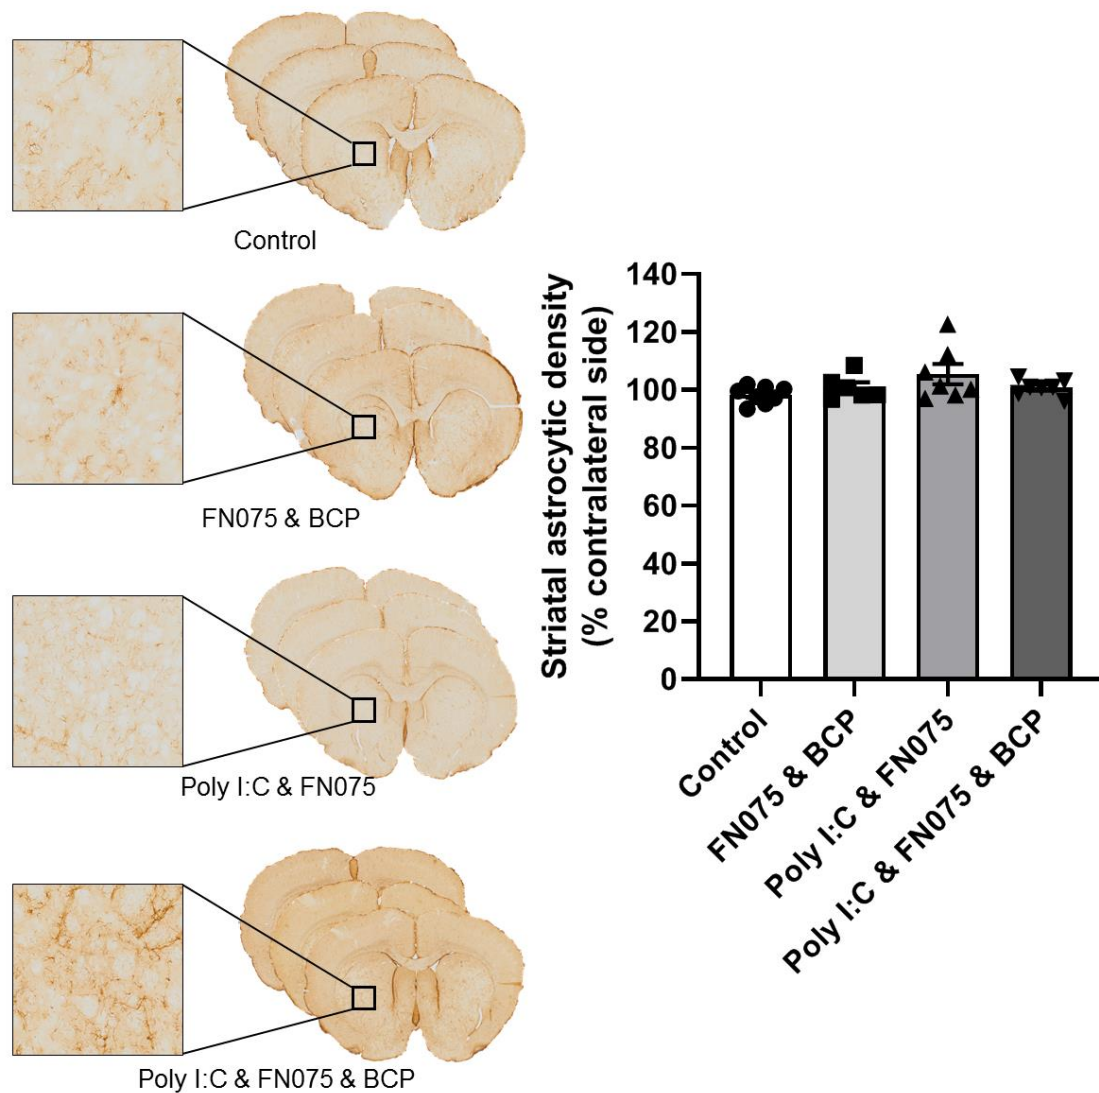 Control
FN075 & BCP
Poly I:C & FN075
Poly I:C & FN075 & BCP
Striatal astrocytic density
(% contralateral side)
140
120
100
80
60
40
20
0
Control
FN075 & BCP
Poly I:C & FN075
Poly I:C & FN075 & BCP